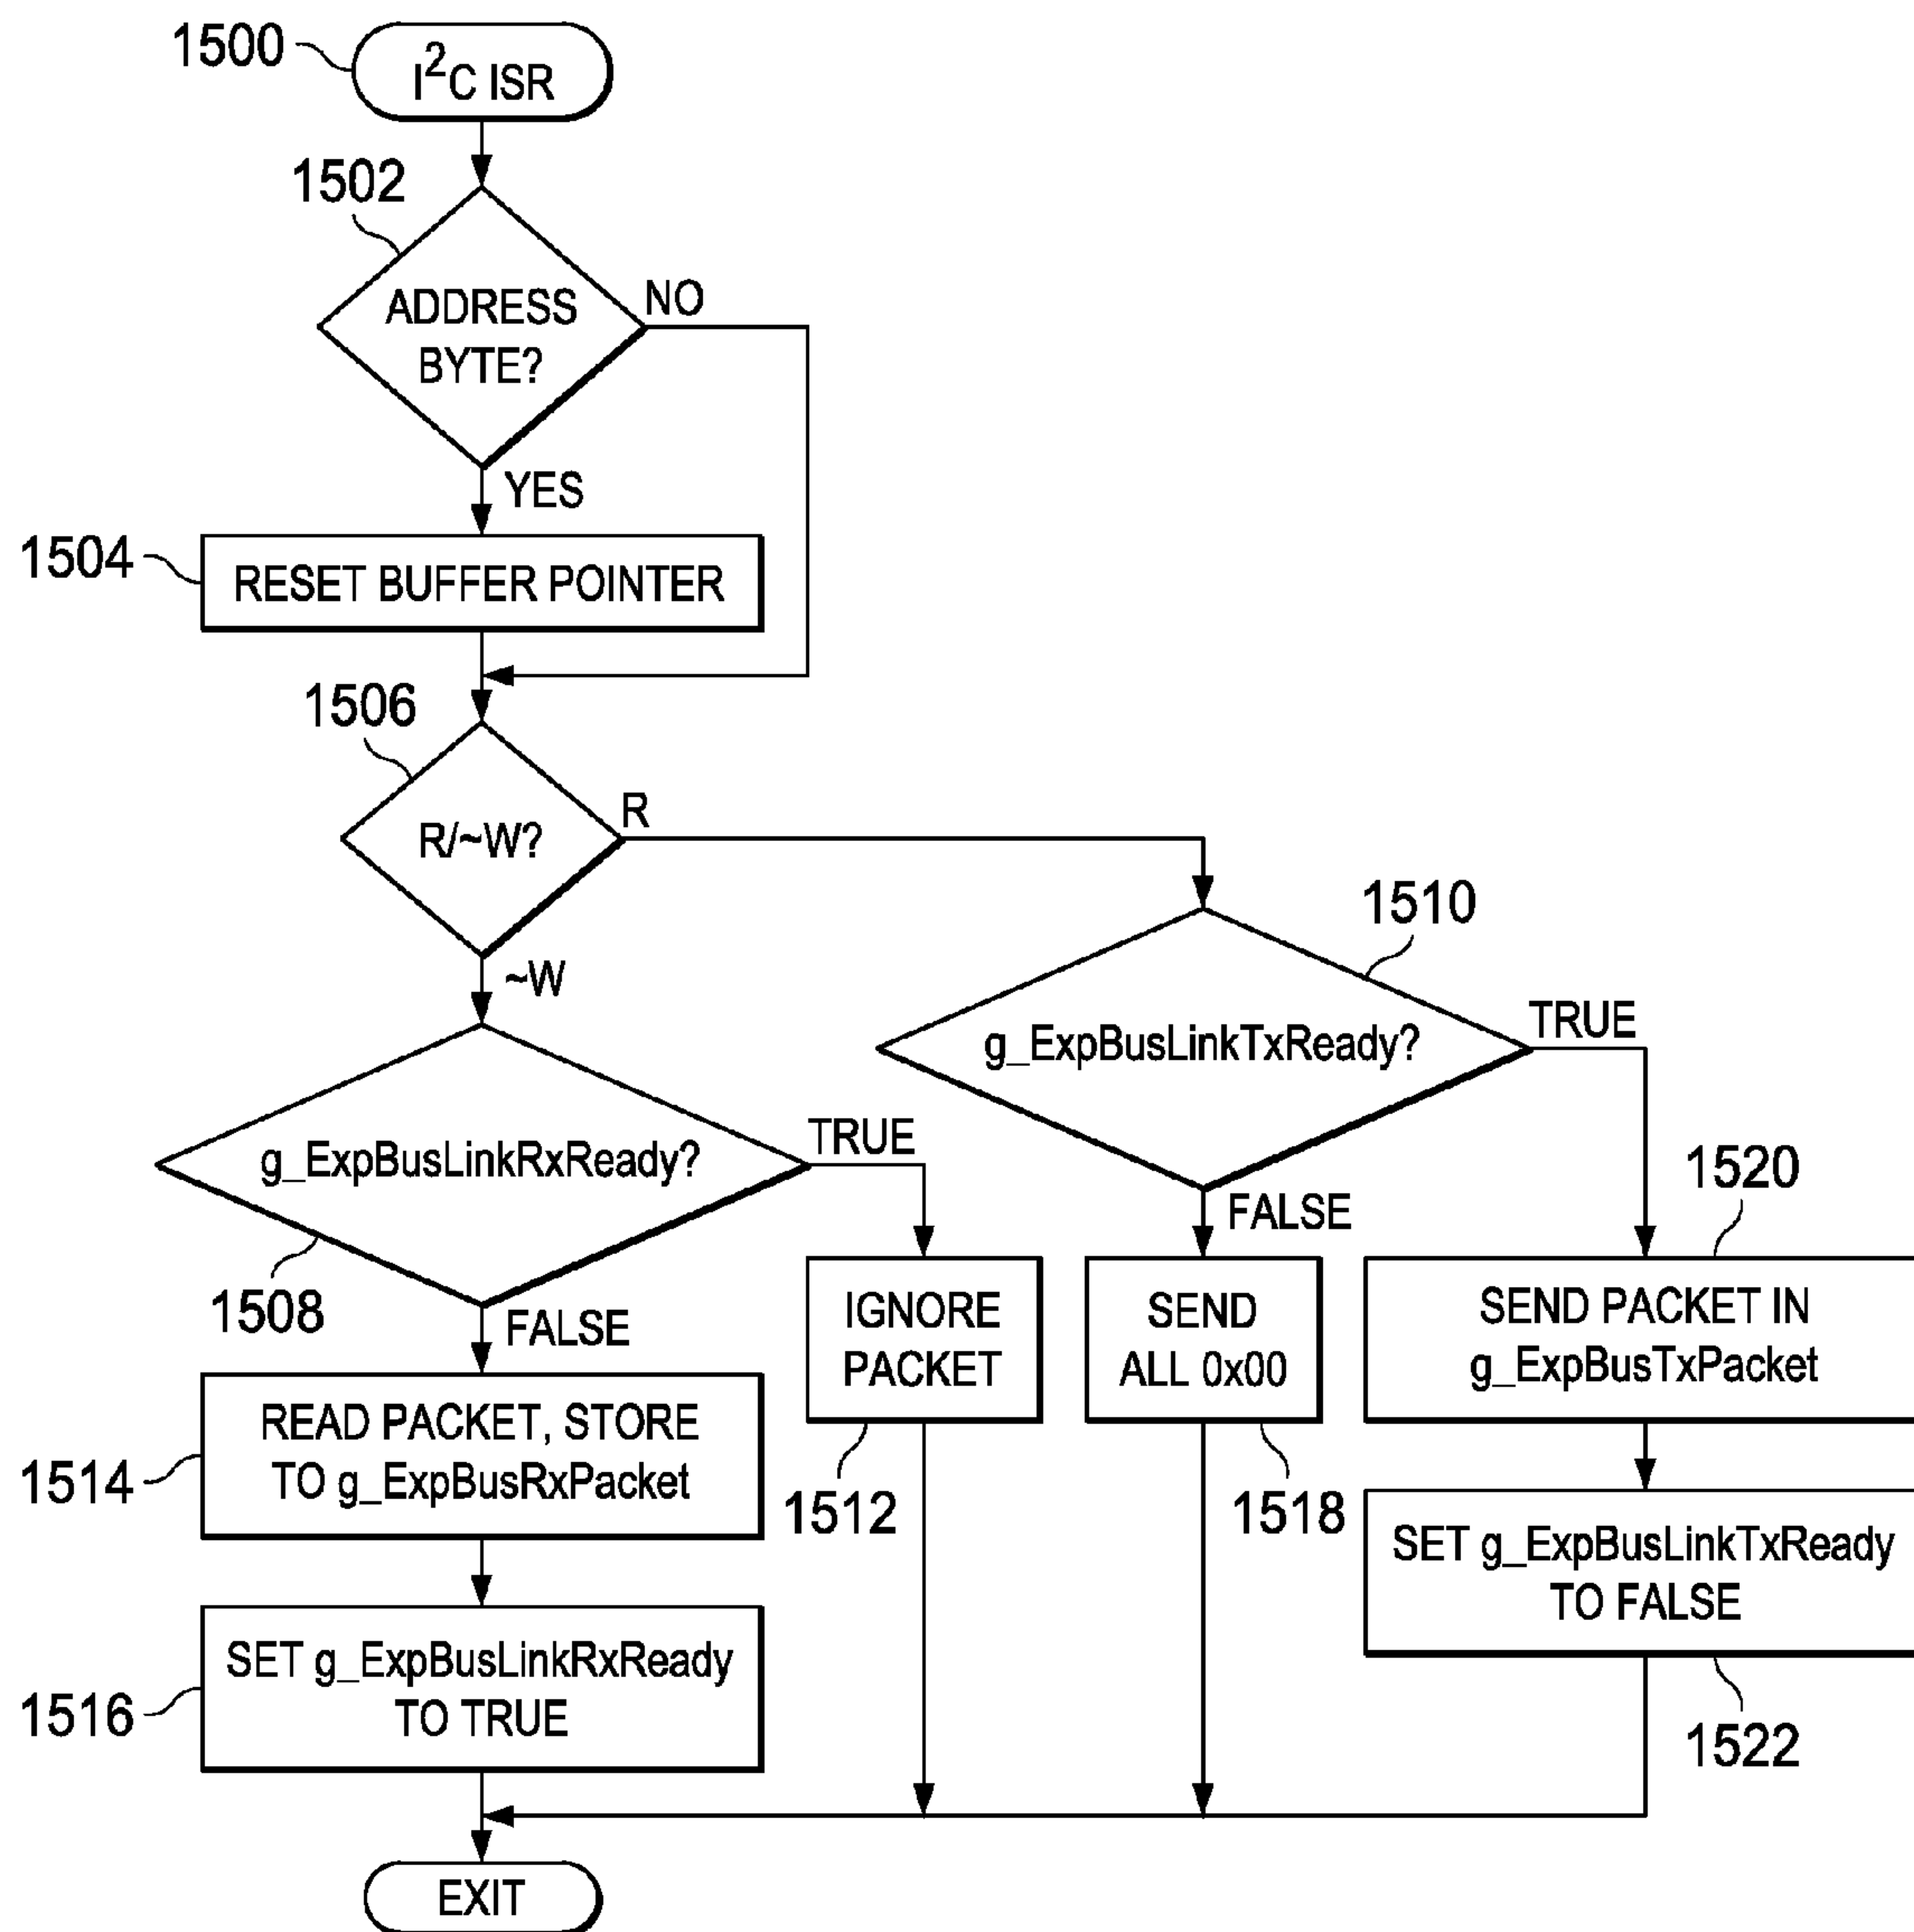 1500
I²C ISR
1502
ADDRESS
BYTE?
NO
YES
1504
RESET BUFFER POINTER
1506
R/~W?
R
~W
1510
g_ExpBusLinkTxReady?
TRUE
FALSE
g_ExpBusLinkRxReady?
TRUE
1508
FALSE
1520
IGNORE
PACKET
1512
SEND
ALL 0x00
1518
SEND PACKET IN
g_ExpBusTxPacket
READ PACKET, STORE
TO g_ExpBusRxPacket
1514
SET g_ExpBusLinkTxReady
TO FALSE
1522
SET g_ExpBusLinkRxReady
TO TRUE
1516
EXIT